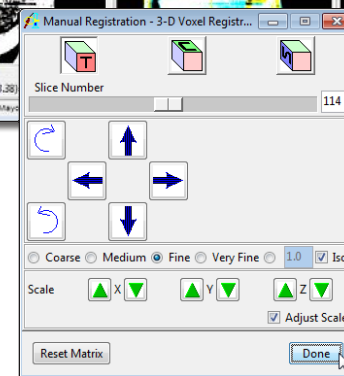 Manual Registration - 3-D Voxel Registr...
T
Slice Number
114
Coarse Medium Fine Very Fine 1.0 Iso
Scale X Y Z
Adjust Scale
Reset Matrix Done